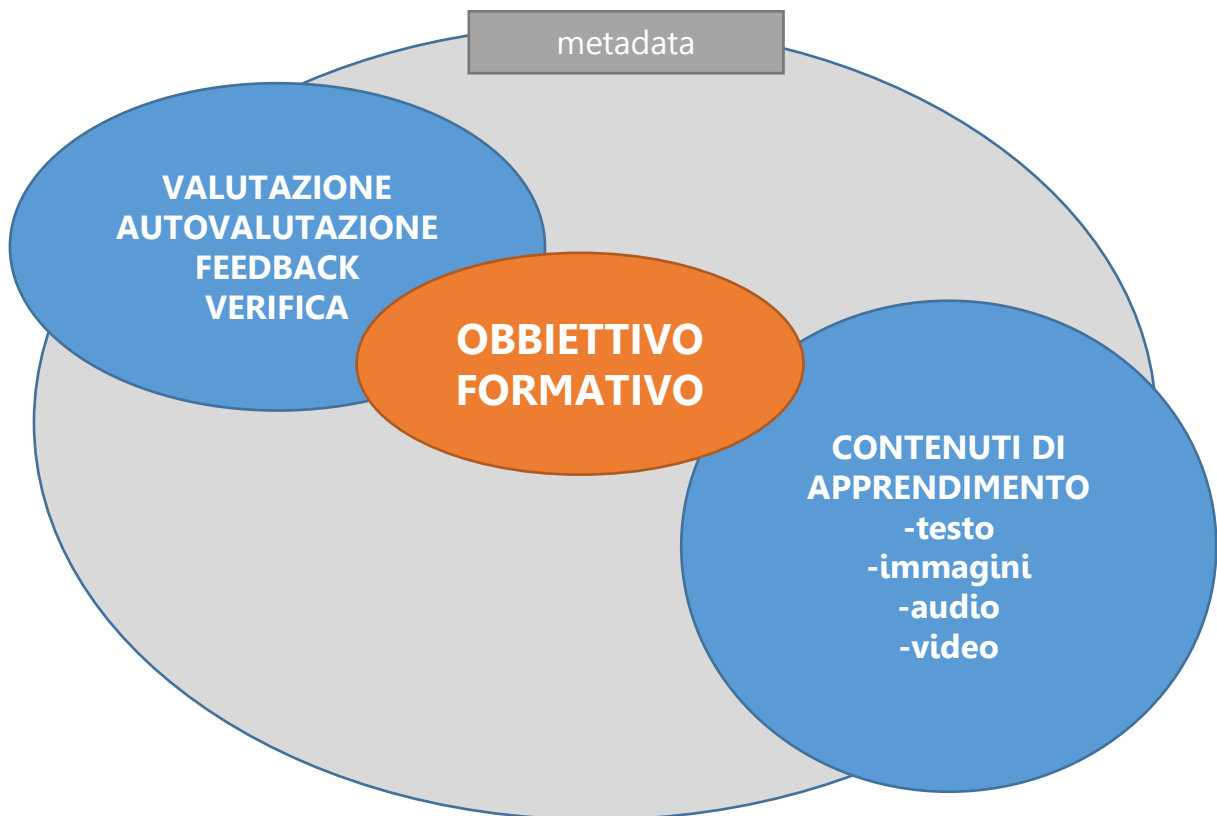 metadata
VALUTAZIONE
AUTOVALUTAZIONE
FEEDBACK
VERIFICA
OBBIETTIVO
FORMATIVO
CONTENUTI DI
APPRENDIMENTO
-testo
-immagini
-audio
-video